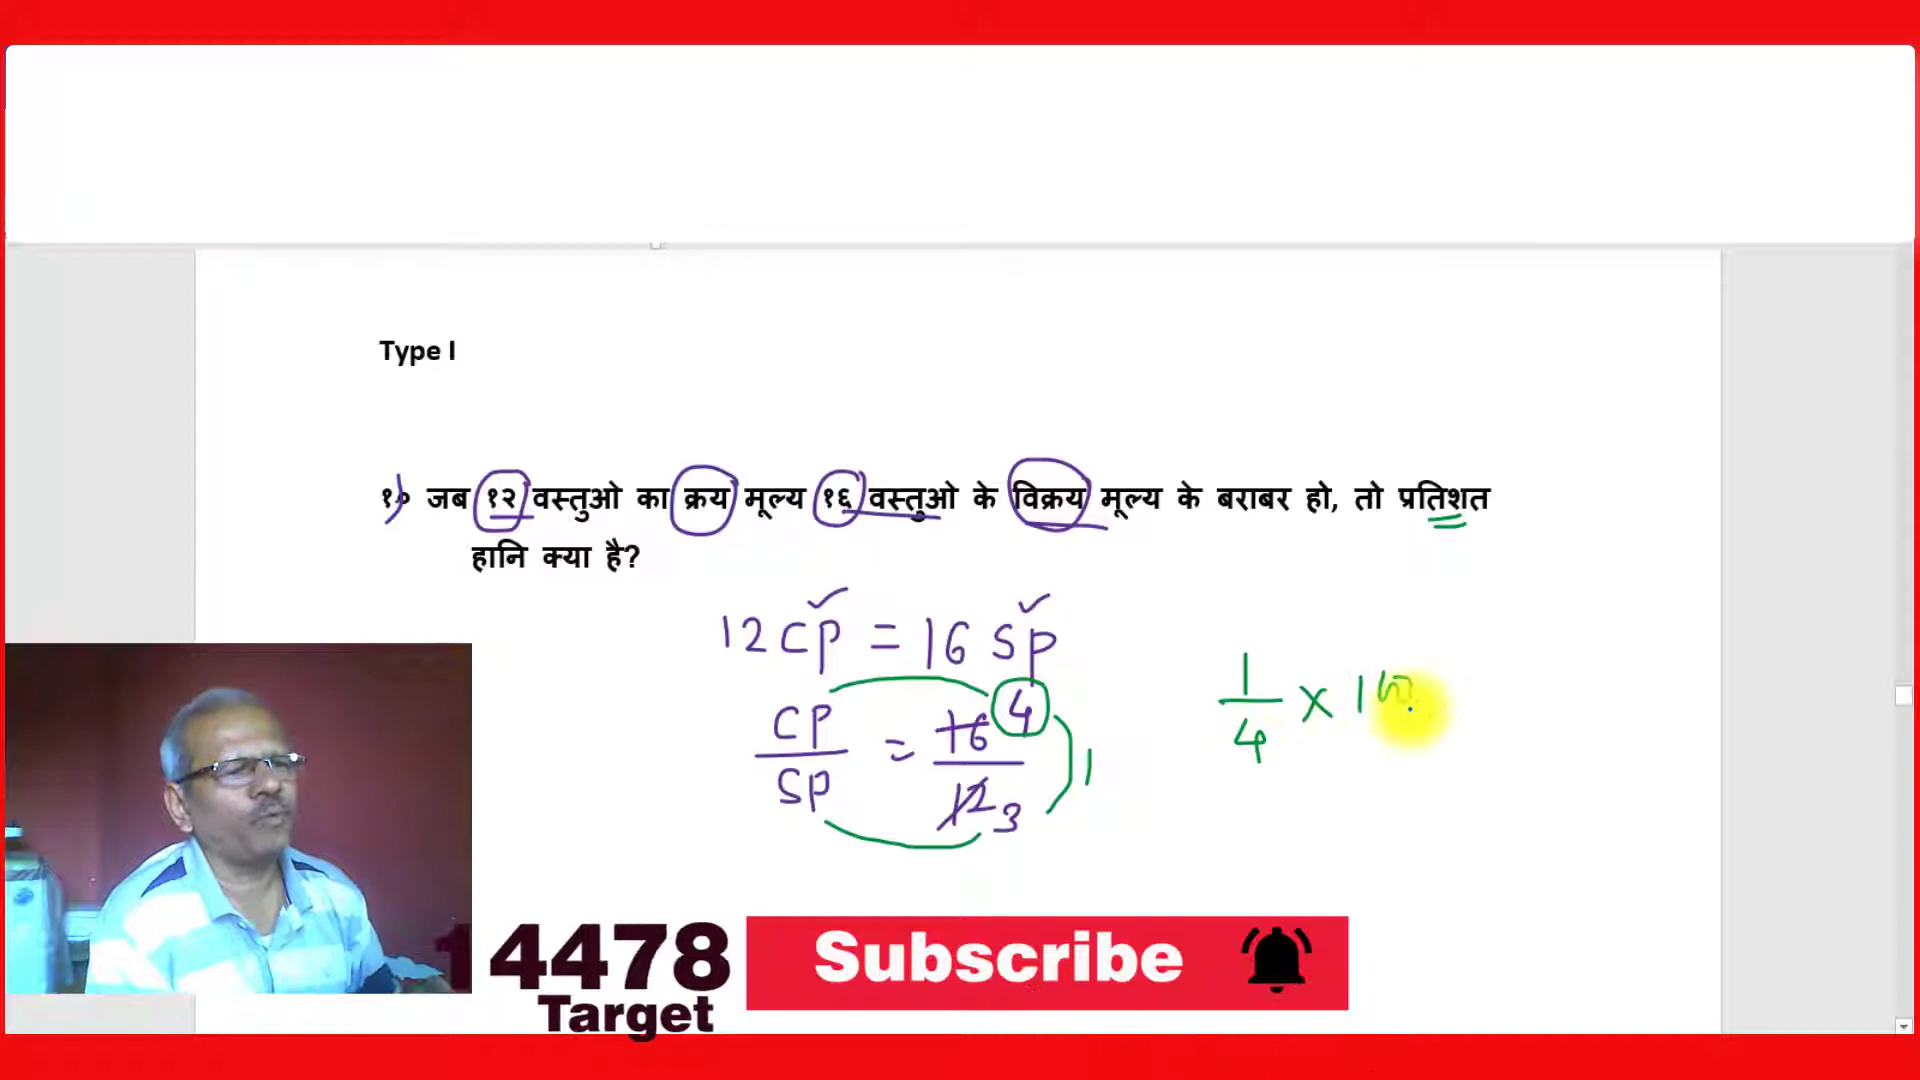 Type I
१) जब १२ वस्तुओ का क्रय मूल्य १६ वस्तुओ के विक्रय मूल्य के बराबर हो, तो प्रतिशत
हानि क्या है?
12 CP = 16 SP
CP/SP = 16/12
4
3
1
1/4 ×
14478
Target
Subscribe